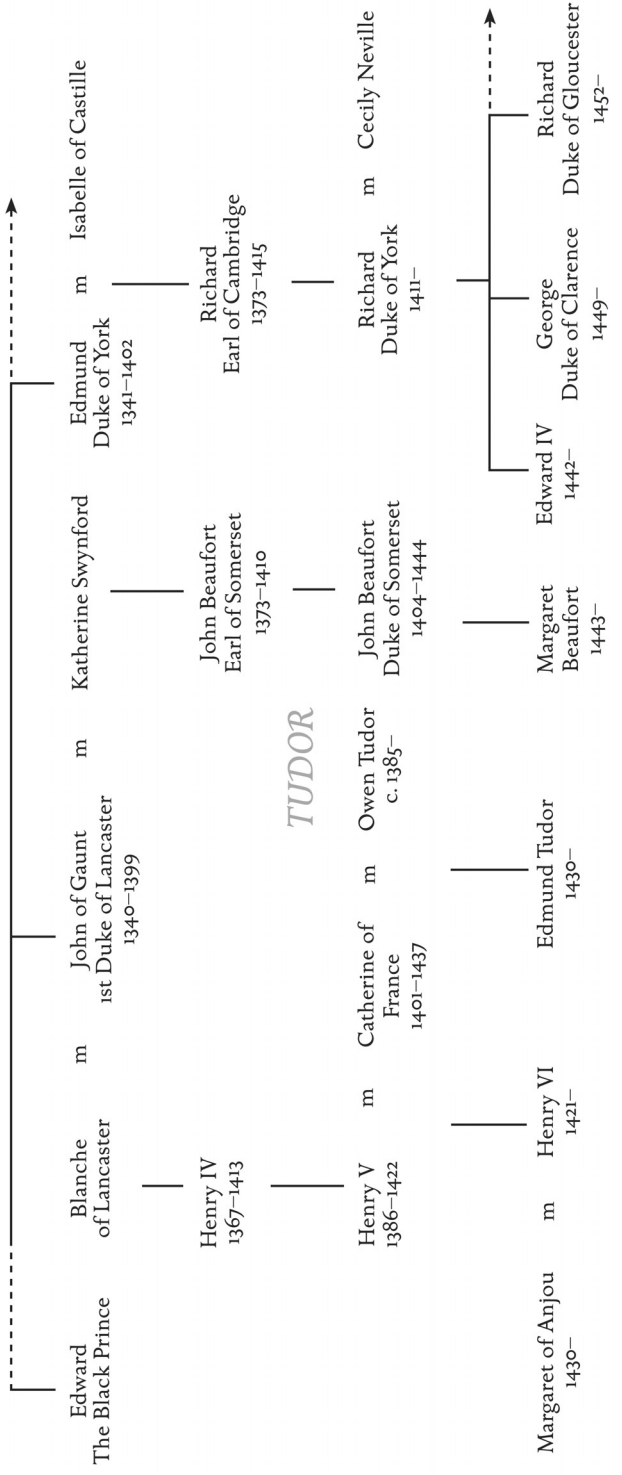 Edward
The Black Prince
Blanche
of Lancaster
m
John of Gaunt
1st Duke of Lancaster
1340–1399
m
Katherine Swynford
Edmund
Duke of York
1341–1402
m
Isabelle of Castille
Henry IV
1367–1413
John Beaufort
Earl of Somerset
1373–1410
Richard
Earl of Cambridge
1373–1415
TUDOR
Henry V
1386–1422
m
Catherine of
France
1401–1437
m
Owen Tudor
c. 1385–
John Beaufort
Duke of Somerset
1404–1444
Richard
Duke of York
1411–
m
Cecily Neville
Margaret of Anjou
1430–
m
Henry VI
1421–
Edmund Tudor
1430–
Margaret
Beaufort
1443–
Edward IV
1442–
George
Duke of Clarence
1449–
Richard
Duke of Gloucester
1452–